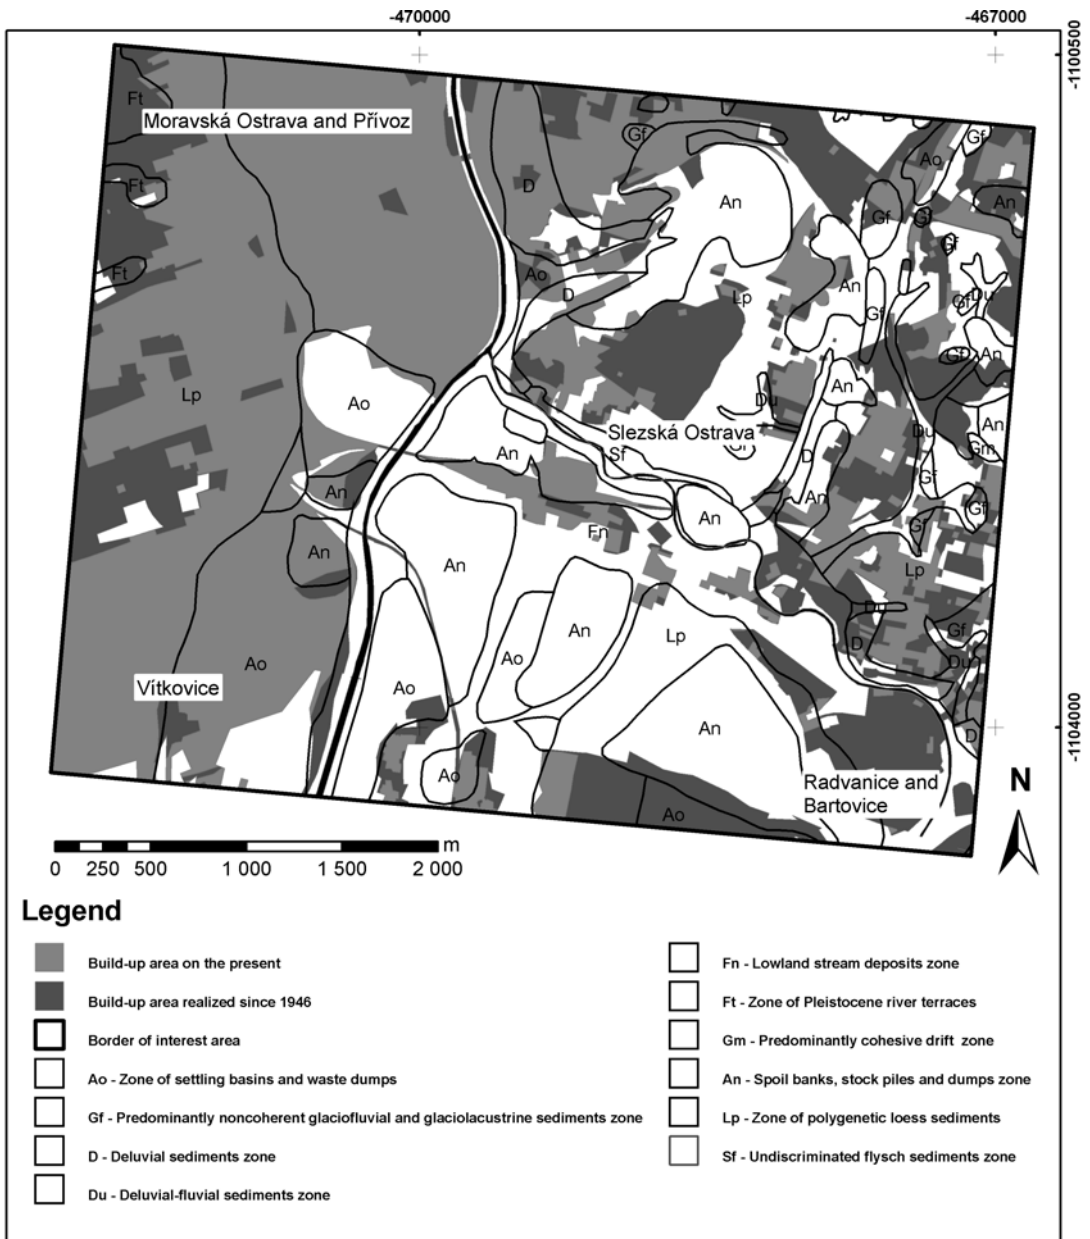 -470000
-467000
-1100500
Ft
Moravská Ostrava and Přívoz
Gf
Gf
Ao
Ft
D
An
An
Gf
Gf
Gf
Ft
Ao
D
Lp
An
Du
Gf
Gf
Gf
An
Lp
Ao
An
Du
An
Slezská Ostrava
Du
Gf
Gm
Sf
An
D
An
An
Gf
Gf
An
Fn
Gf
An
An
Lp
Du
An
Lp
Gf
D
Ao
Ao
Du
Vítkovice
Ao
An
D
-1104000
Ao
Radvanice and
Bartovice
Ao
N
m
0 250 500 1 000 1 500 2 000
Legend
Build-up area on the present
Build-up area realized since 1946
Border of interest area
Ao - Zone of settling basins and waste dumps
Gf - Predominantly noncoherent glaciofluvial and glaciolacustrine sediments zone
D - Deluvial sediments zone
Du - Deluvial-fluvial sediments zone
Fn - Lowland stream deposits zone
Ft - Zone of Pleistocene river terraces
Gm - Predominantly cohesive drift zone
An - Spoil banks, stock piles and dumps zone
Lp - Zone of polygenetic loess sediments
Sf - Undiscriminated flysch sediments zone